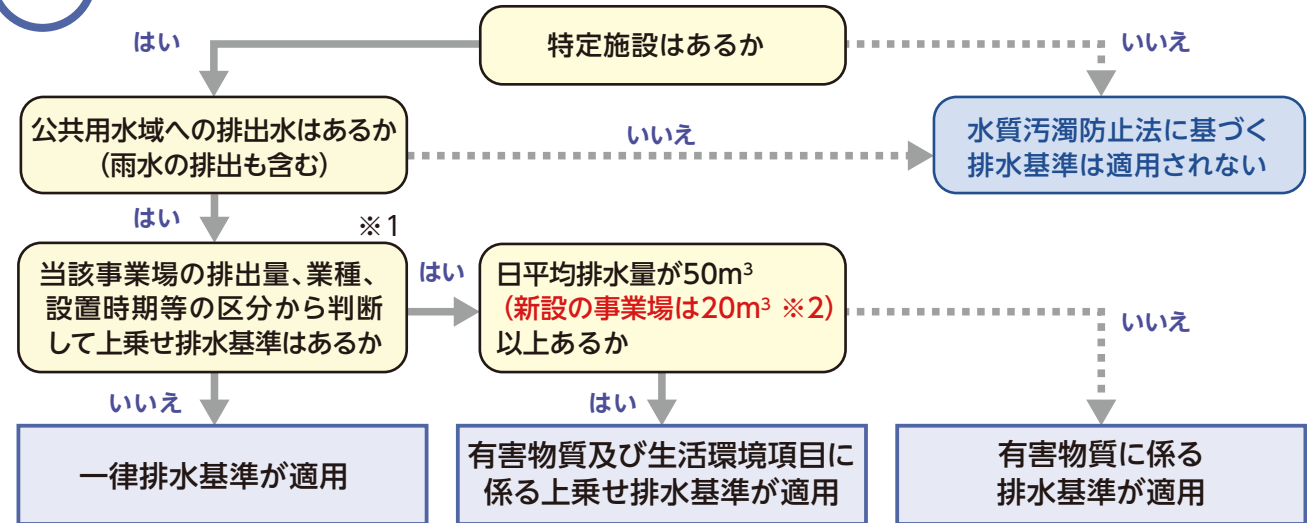 はい
特定施設はあるか
いいえ
公共用水域への排出水はあるか
(雨水の排出も含む)
いいえ
水質汚濁防止法に基づく
排水基準は適用されない
はい
※1
当該事業場の排出量、業種、
設置時期等の区分から判断
して上乗せ排水基準はあるか
はい
日平均排水量が50m³
(新設の事業場は20m³ ※2)
以上あるか
いいえ
いいえ
はい
一律排水基準が適用
有害物質及び生活環境項目に
係る上乗せ排水基準が適用
有害物質に係る
排水基準が適用